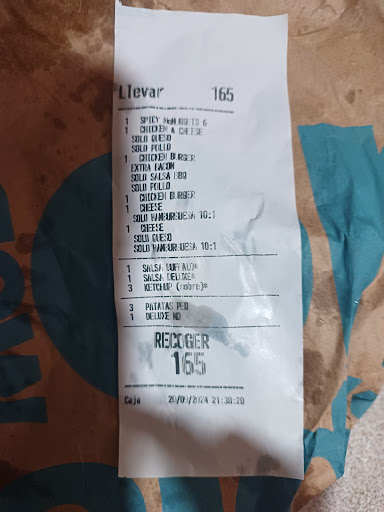 Llevar 165
1 SPICY McNUGGETS 6
1 CHICKEN & CHEESE
SOLO QUESO
SOLO POLLO
1 CHICKEN BURGER
EXTRA BACON
SOLO SALSA BBQ
SOLO POLLO
1 CHICKEN BURGER
1 CHEESE
SOLO HAMBURGUESA 10:1
1 CHEESE
SOLO QUESO
SOLO HAMBURGUESA 10:1
1 SALSA BUFFALO*
1 SALSA DELUXE*
3 KETCHUP (sobre)*
3 PATATAS PEQ
1 DELUXE MD
RECOGER
165
Caja 21:38:20